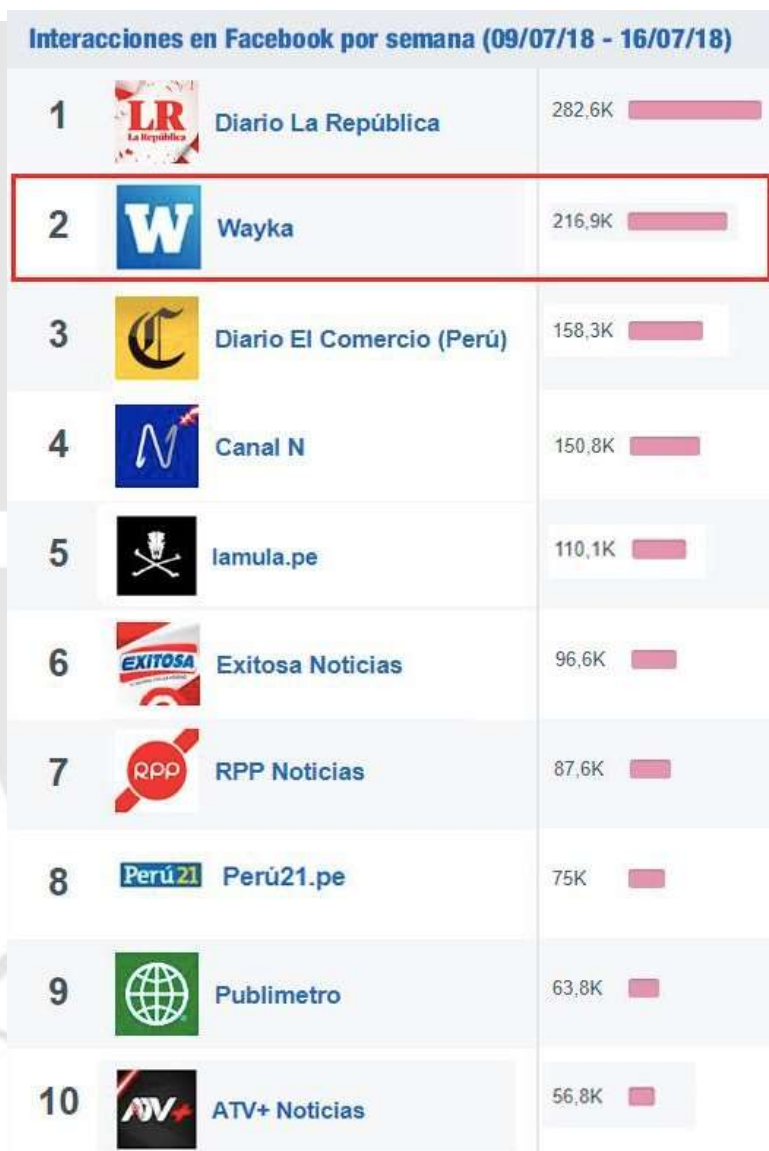 Interacciones en Facebook por semana (09/07/18 - 16/07/18)
1 LR La República Diario La República 282,6K
2 W Wayka 216,9K
3 C Diario El Comercio (Perú) 158,3K
4 N Canal N 150,8K
5 lamula.pe 110,1K
6 EXITOSA Exitosa Noticias 96,6K
7 RPP RPP Noticias 87,6K
8 Perú21 Perú21.pe 75K
9 Publimetro 63,8K
10 ATV+ ATV+ Noticias 56,8K